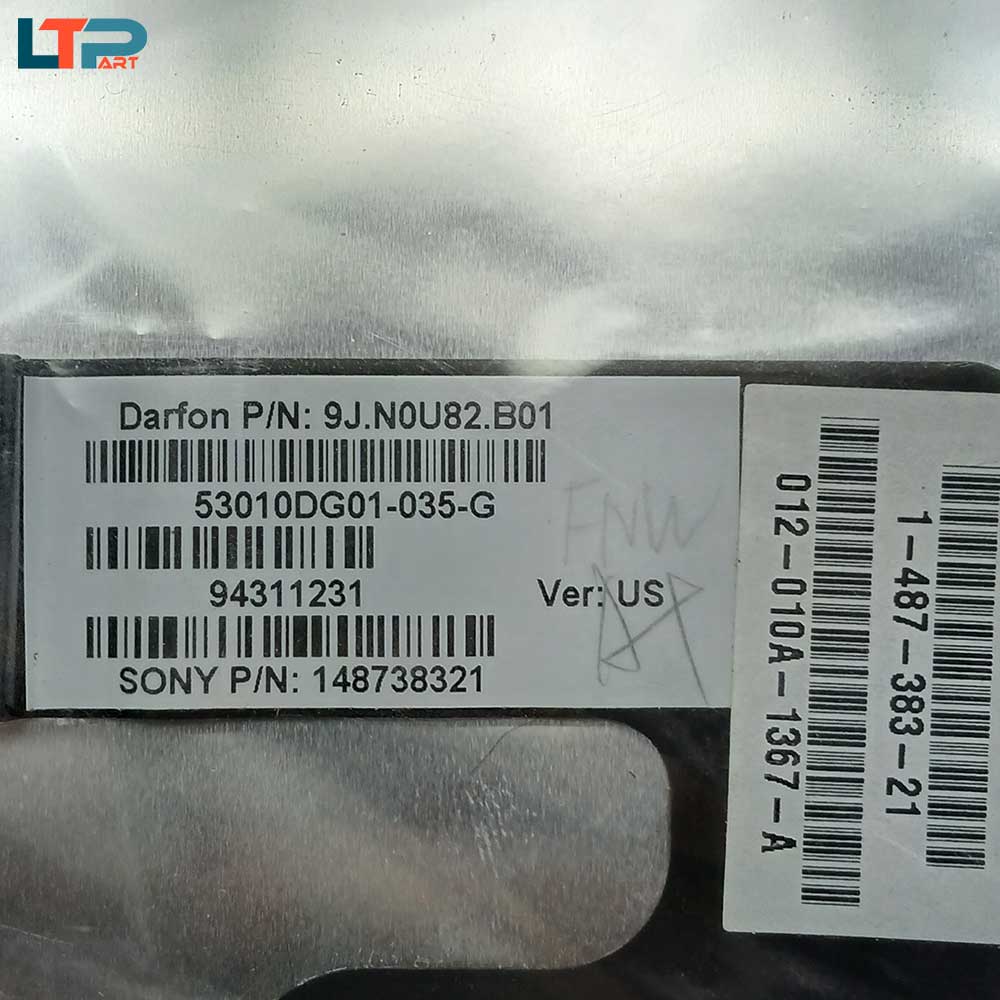 LTPART
Darfon P/N: 9J.N0U82.B01
53010DG01-035-G
94311231
Ver: US
SONY P/N: 148738321
FNW
012-010A-1367-A
1-487-383-21